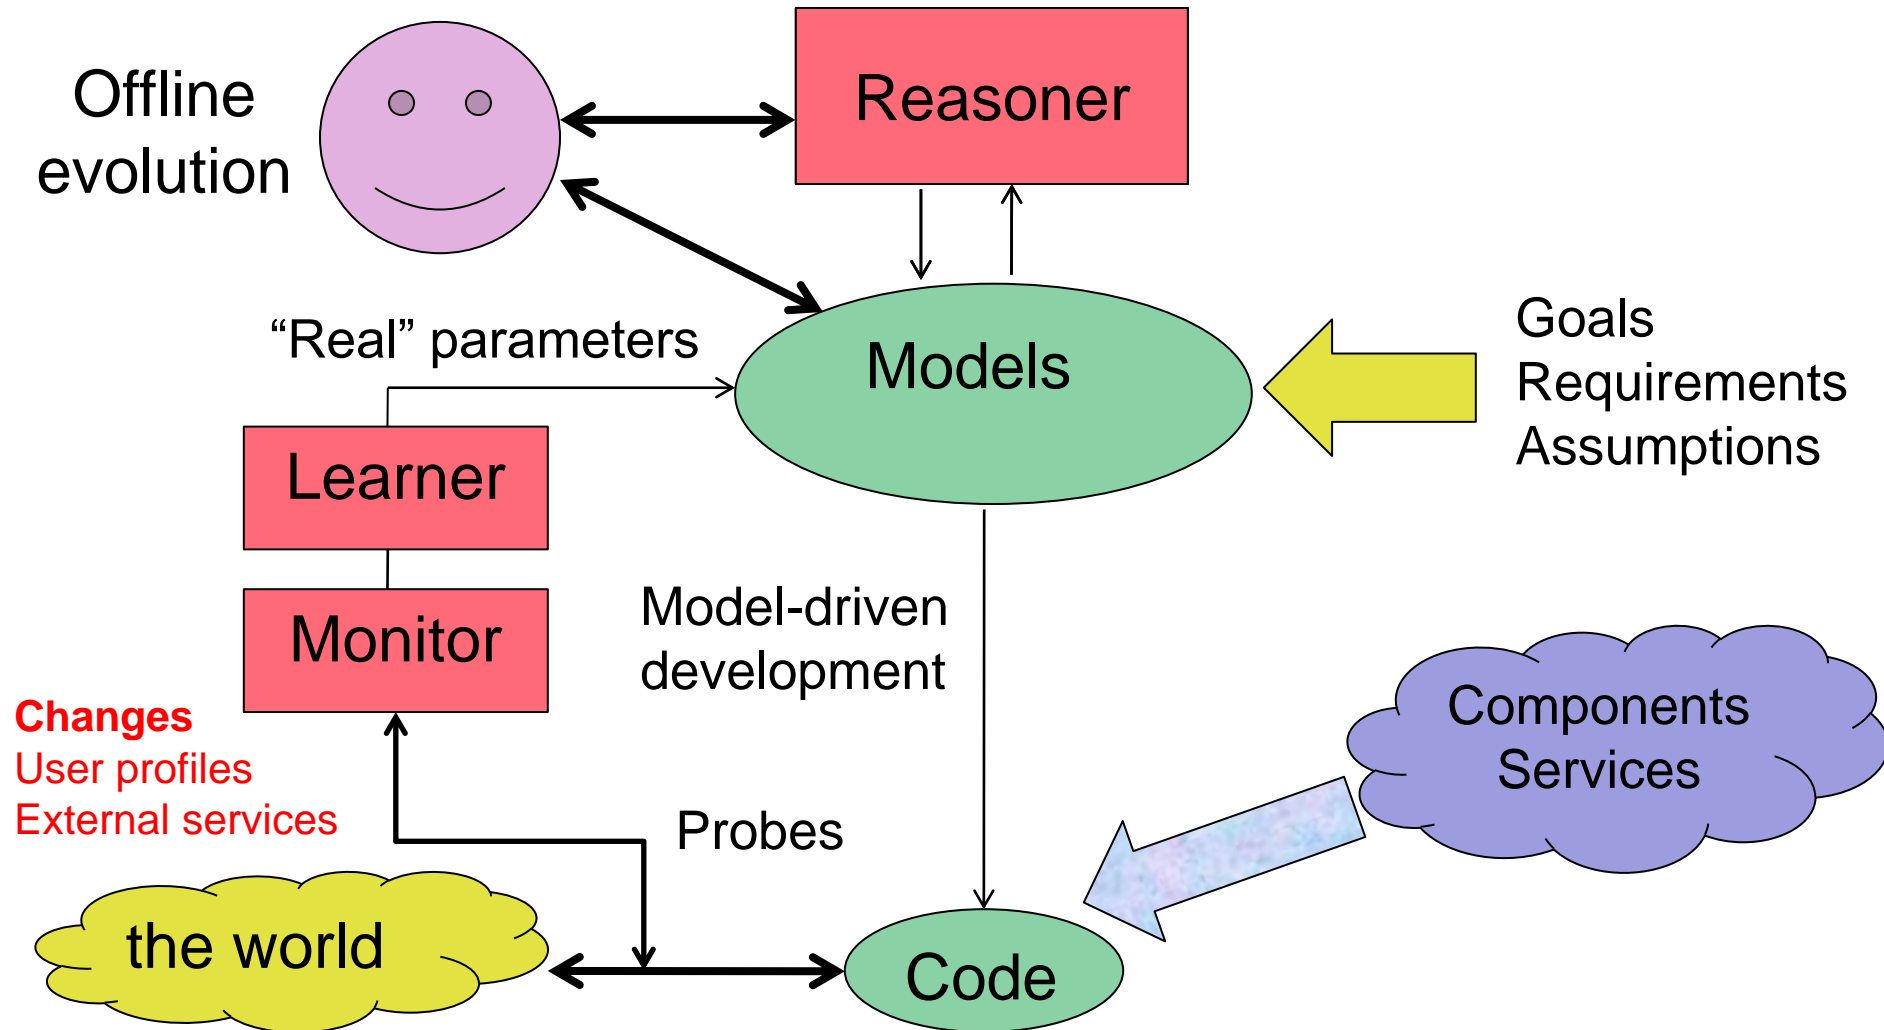 Offline
evolution
Reasoner
“Real” parameters
Models
Goals
Requirements
Assumptions
Learner
Monitor
Model-driven
development
Changes
User profiles
External services
Components
Services
Probes
the world
Code